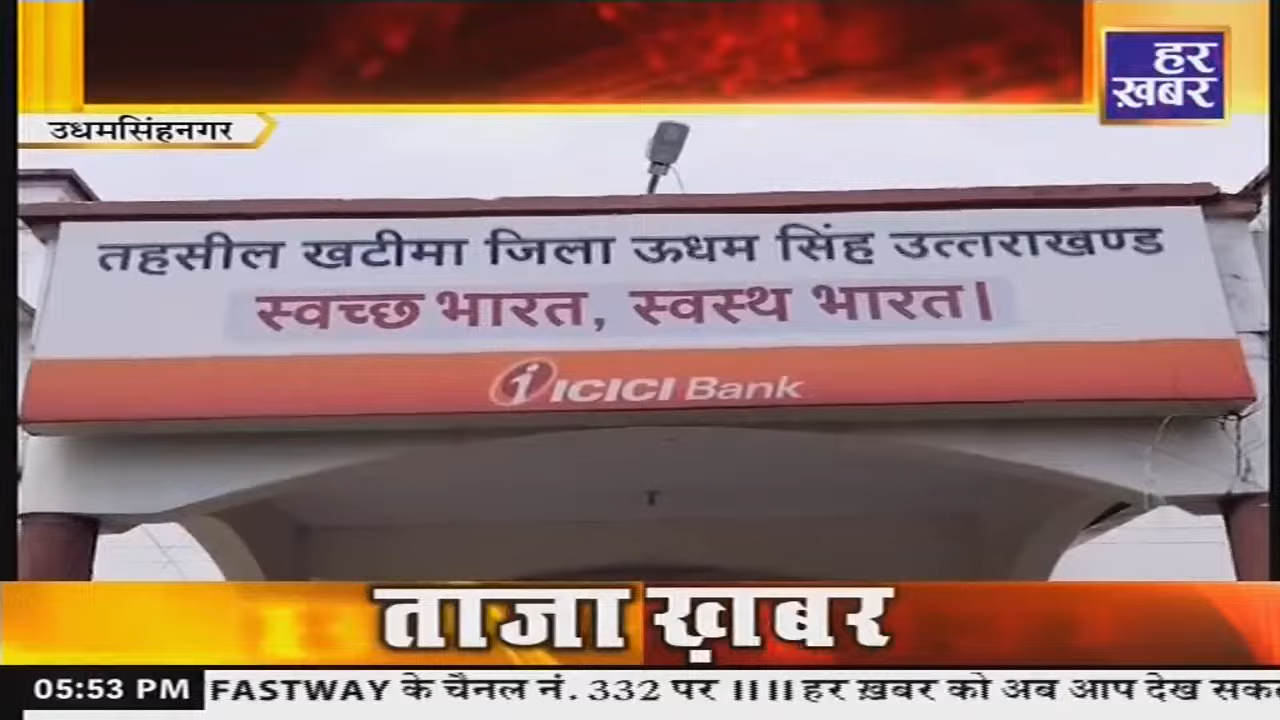 हर
ख़बर
उधमसिंहनगर
तहसील खटीमा जिला ऊधम सिंह उत्तराखण्ड
स्वच्छ भारत, स्वस्थ भारत।
i ICICI Bank
ताजा ख़बर
05:53 PM FASTWAY के चैनल नं. 332 पर ।।।। हर ख़बर को अब आप देख